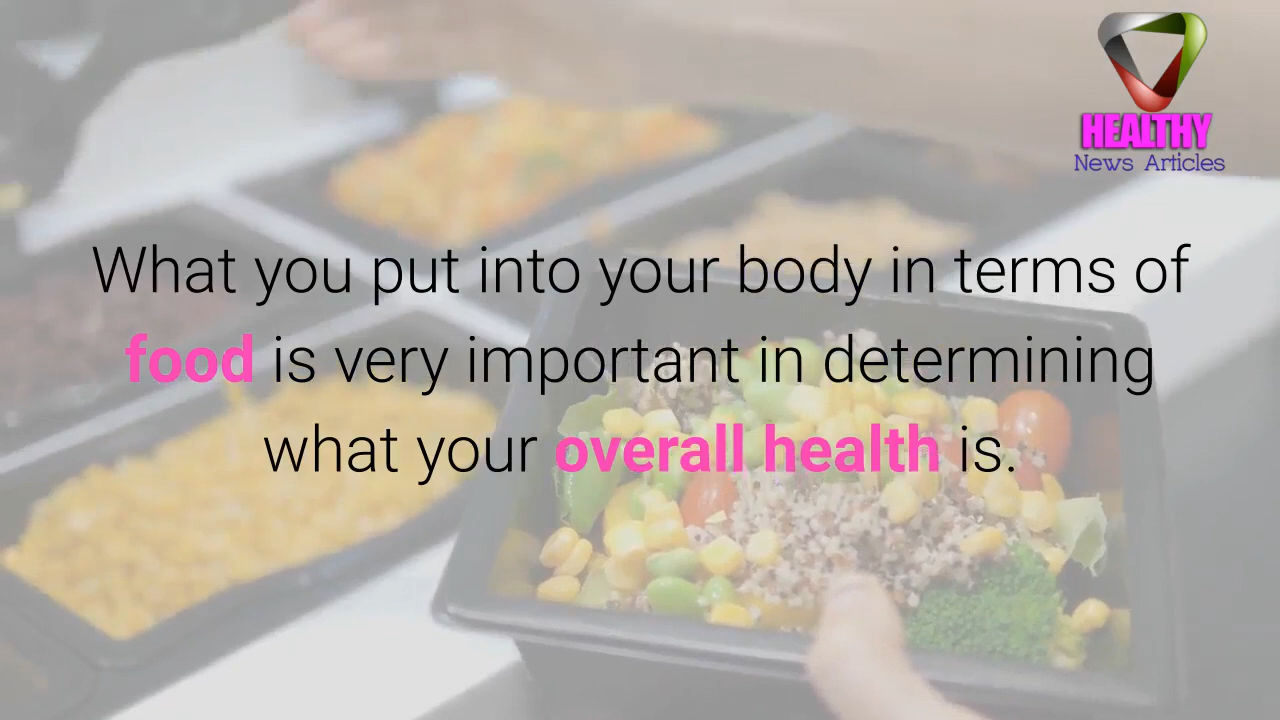 HEALTHY
News Articles
What you put into your body in terms of
food is very important in determining
what your overall health is.